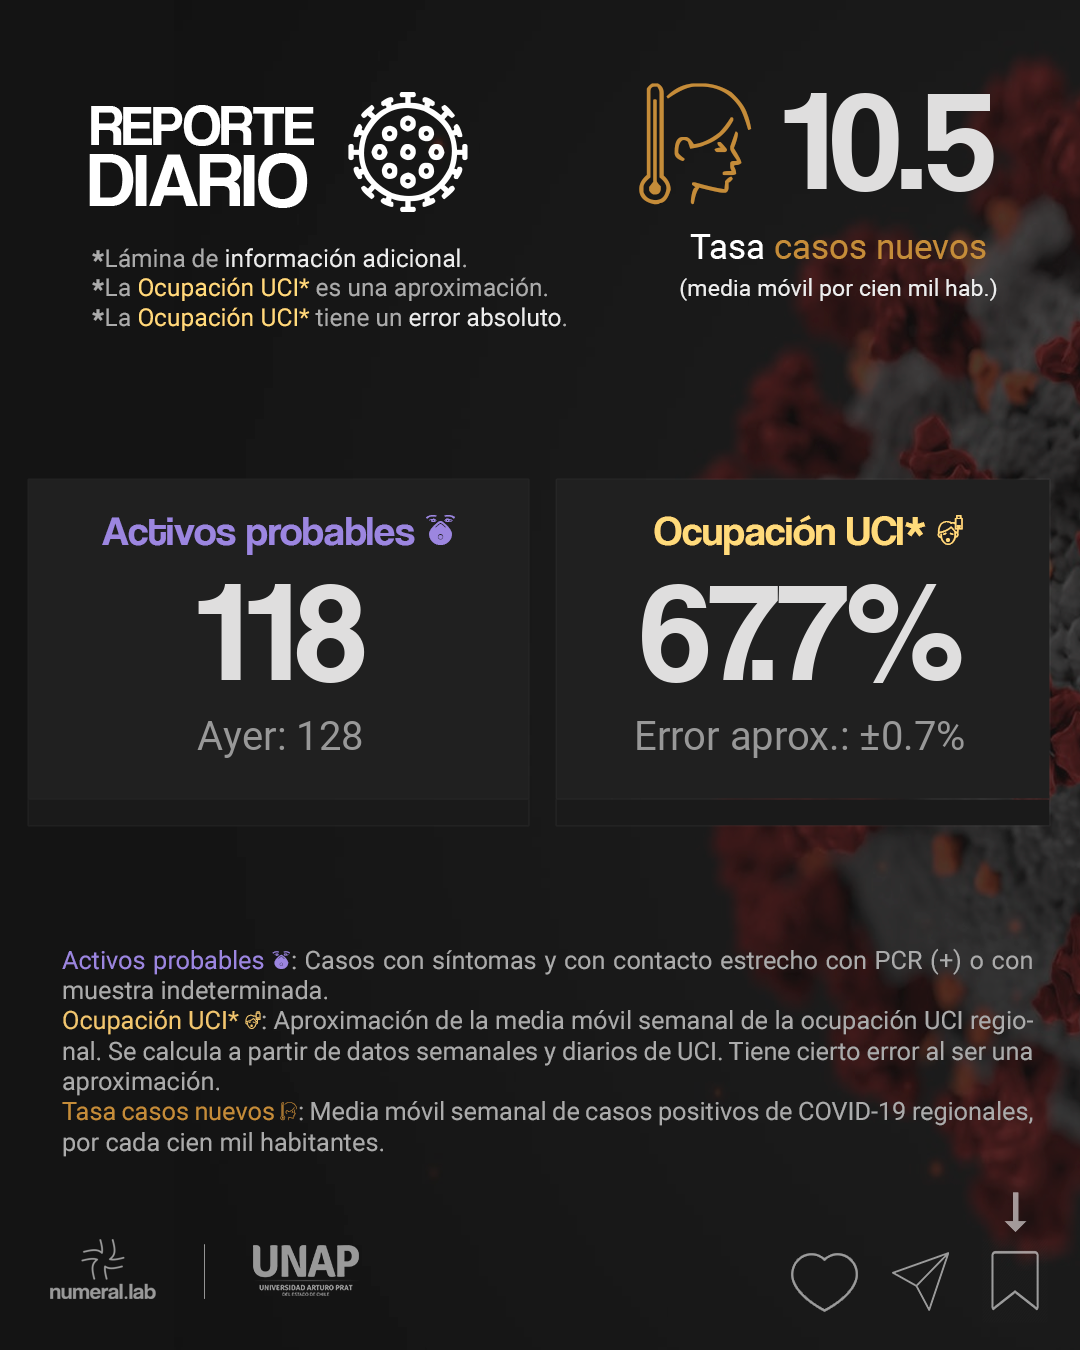 REPORTE
DIARIO
*Lámina de información adicional.
*La Ocupación UCI* es una aproximación.
*La Ocupación UCI* tiene un error absoluto.
10.5
Tasa casos nuevos
(media móvil por cien mil hab.)
Activos probables
118
Ayer: 128
Ocupación UCI*
67.7%
Error aprox.: ±0.7%
Activos probables : Casos con síntomas y con contacto estrecho con PCR (+) o con
muestra indeterminada.
Ocupación UCI* : Aproximación de la media móvil semanal de la ocupación UCI regio-
nal. Se calcula a partir de datos semanales y diarios de UCI. Tiene cierto error al ser una
aproximación.
Tasa casos nuevos : Media móvil semanal de casos positivos de COVID-19 regionales,
por cada cien mil habitantes.
numeral.lab
UNAP
UNIVERSIDAD ARTURO PRAT
DEL ESTADO DE CHILE